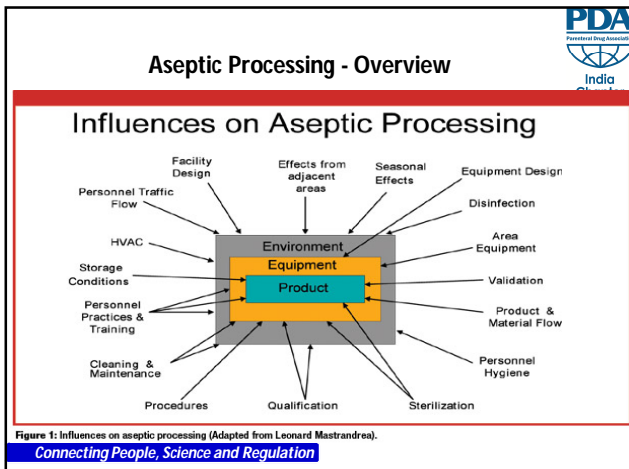 PDA
Parenteral Drug Association
India
Chapter
Aseptic Processing - Overview
Influences on Aseptic Processing
Facility
Design
Effects from
adjacent
areas
Seasonal
Effects
Equipment Design
Personnel Traffic
Flow
Disinfection
HVAC
Environment
Area
Equipment
Equipment
Storage
Conditions
Product
Validation
Personnel
Practices &
Training
Product &
Material Flow
Cleaning &
Maintenance
Personnel
Hygiene
Procedures
Qualification
Sterilization
Figure 1: Influences on aseptic processing (Adapted from Leonard Mastrandrea).
Connecting People, Science and Regulation